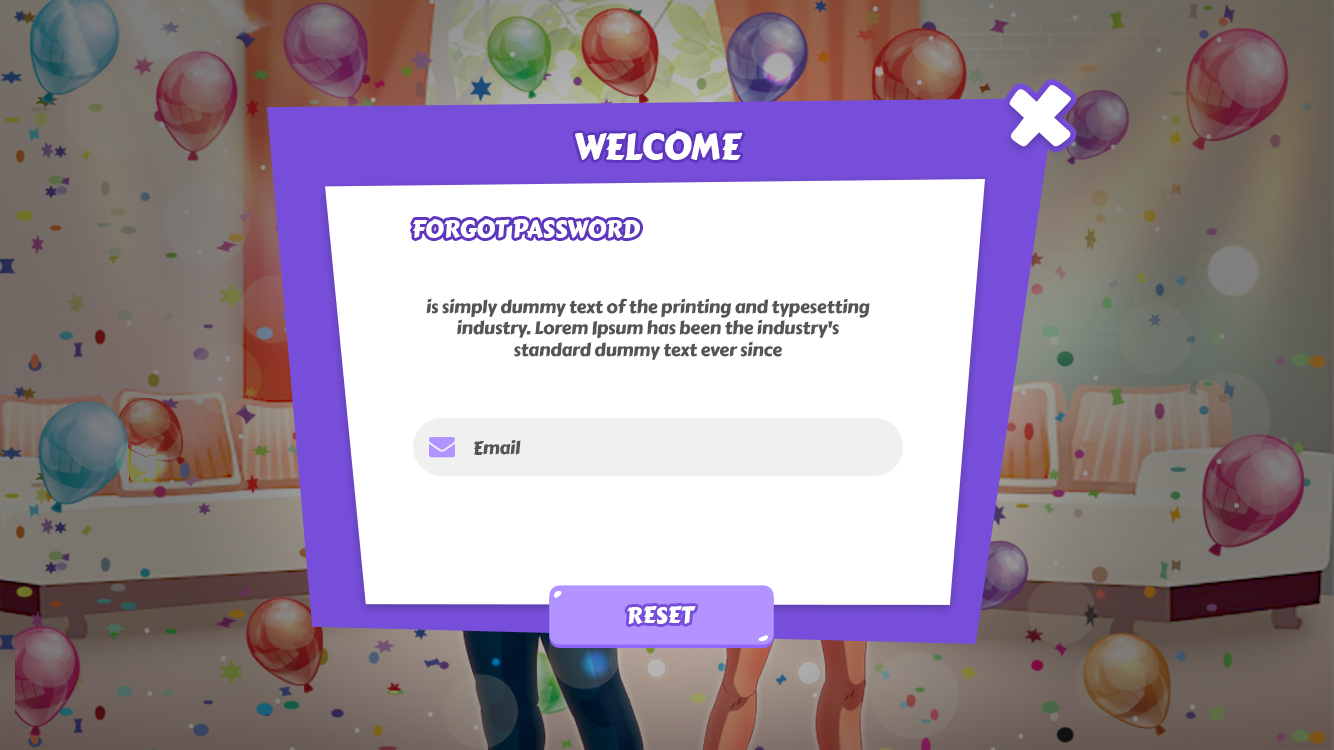 WELCOME
FORGOT PASSWORD
is simply dummy text of the printing and typesetting
industry. Lorem Ipsum has been the industry's
standard dummy text ever since
Email
RESET